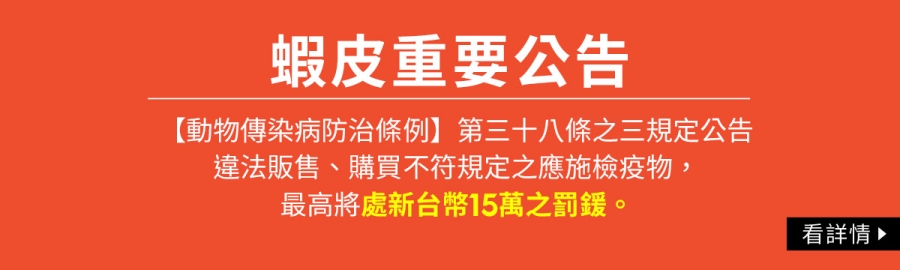 蝦皮重要公告
【動物傳染病防治條例】第三十八條之三規定公告
違法販售、購買不符規定之應施檢疫物，
最高將處新台幣15萬之罰鍰。
看詳情